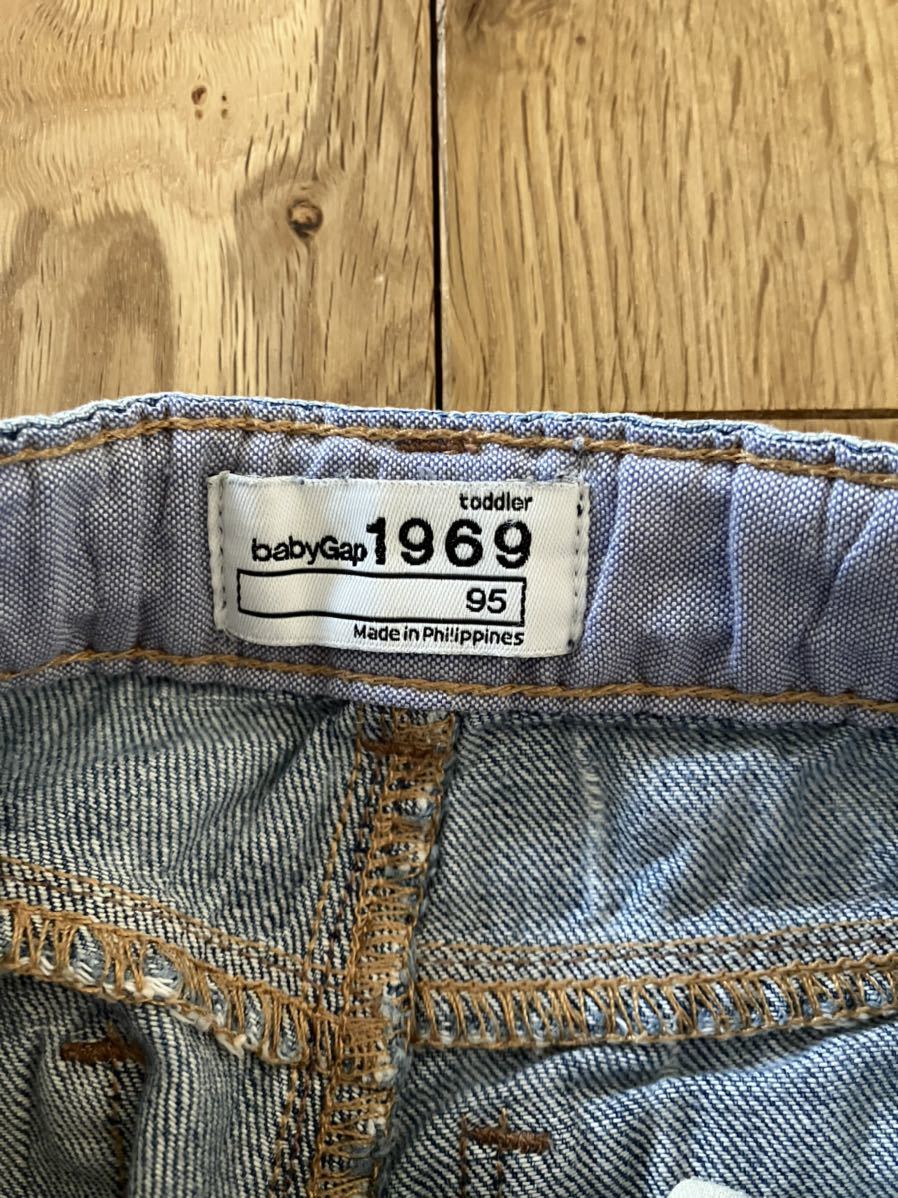 toddler
babyGap 1969
95
Made in Philippines